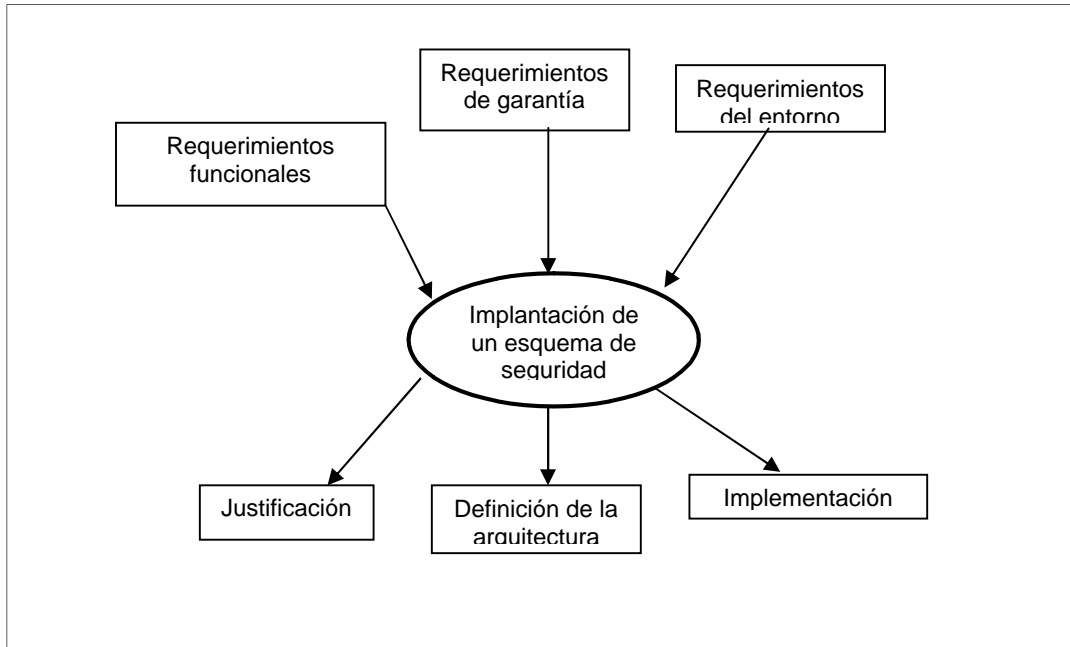 Requerimientos
de garantía
Requerimientos
del entorno
Requerimientos
funcionales
Implantación de
un esquema de
seguridad
Justificación
Definición de la
arquitectura
Implementación